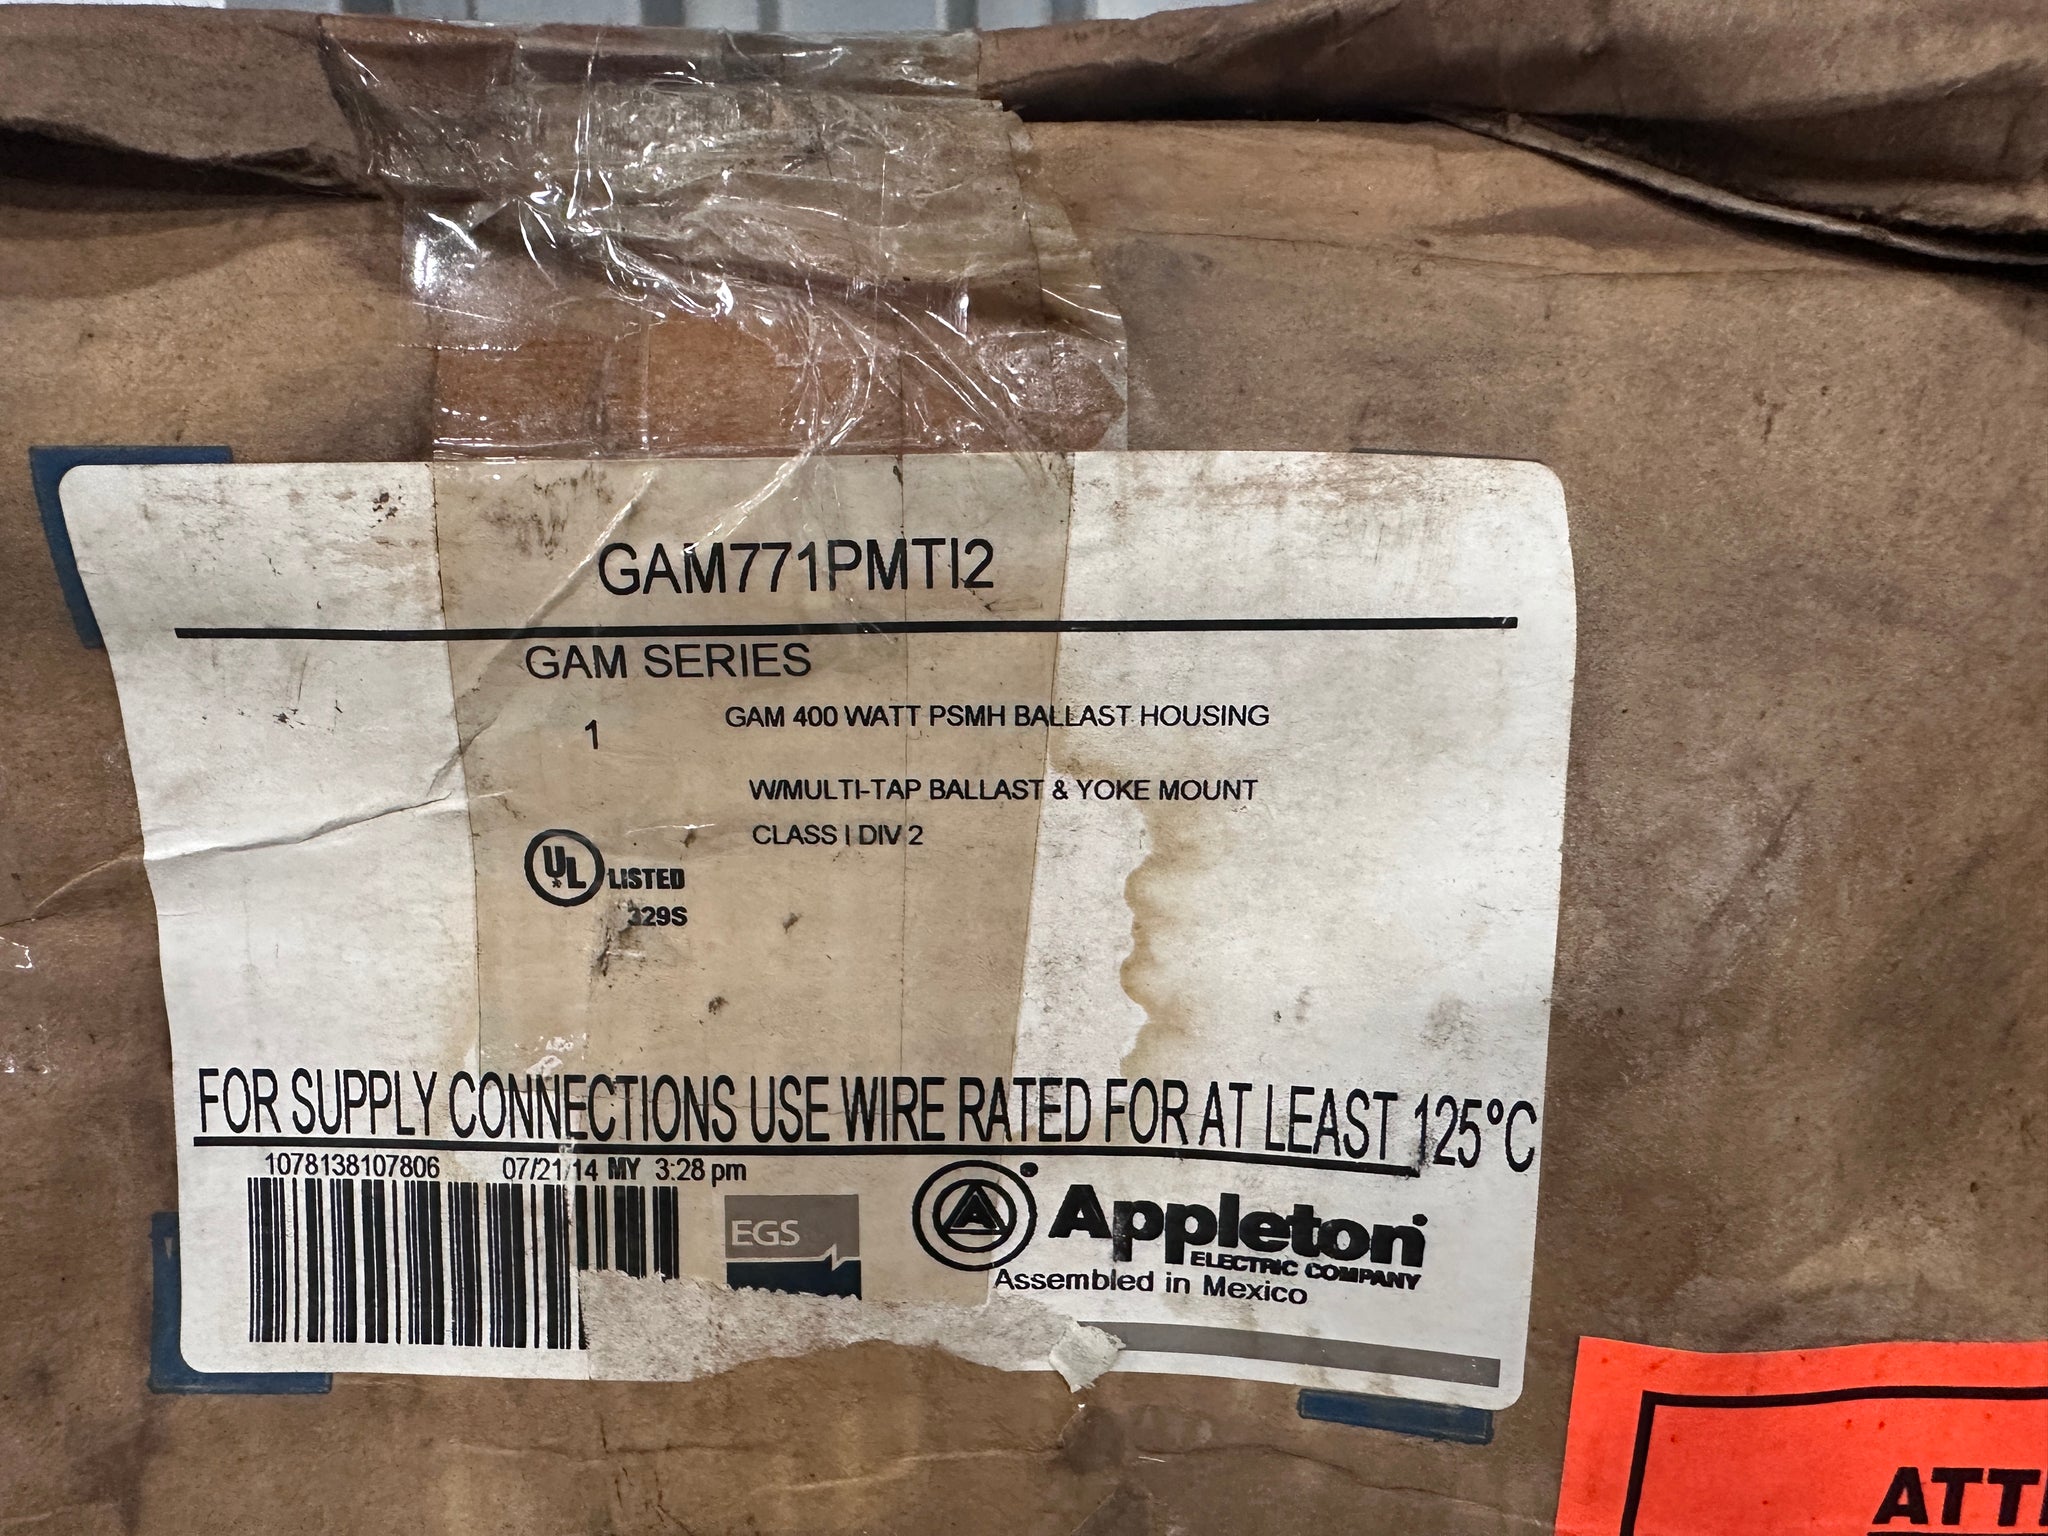 GAM771PMTI2
GAM SERIES
1
GAM 400 WATT PSMH BALLAST HOUSING
W/MULTI-TAP BALLAST & YOKE MOUNT
CLASS I DIV 2
UL LISTED
329S
FOR SUPPLY CONNECTIONS USE WIRE RATED FOR AT LEAST 125°C
1078138107806 07/21/14 MY 3:28 pm
EGS
A Appleton
ELECTRIC COMPANY
Assembled in Mexico